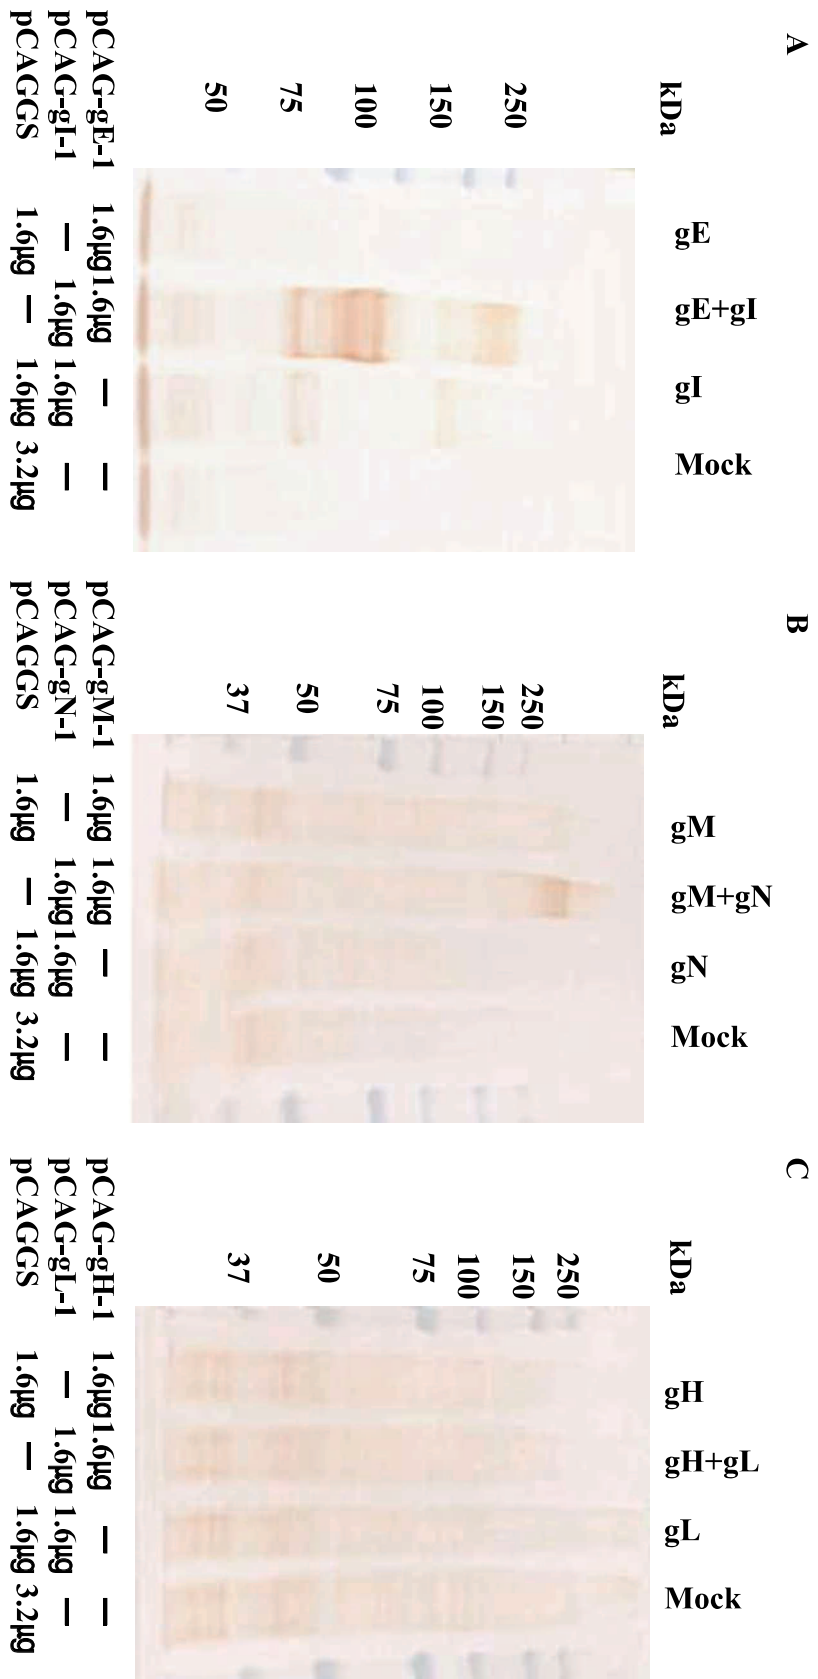 A
kDa
250
150
100
75
50
gE
gE+gI
gI
Mock
pCAG-gE-1 1.6µg 1.6µg — —
pCAG-gI-1 — 1.6µg 1.6µg —
pCAGGS 1.6µg — 1.6µg 3.2µg
B
kDa
250
150
100
75
50
37
gM
gM+gN
gN
Mock
pCAG-gM-1 1.6µg 1.6µg — —
pCAG-gN-1 — 1.6µg 1.6µg —
pCAGGS 1.6µg — 1.6µg 3.2µg
C
kDa
250
150
100
75
50
37
gH
gH+gL
gL
Mock
pCAG-gH-1 1.6µg 1.6µg — —
pCAG-gL-1 — 1.6µg 1.6µg —
pCAGGS 1.6µg — 1.6µg 3.2µg